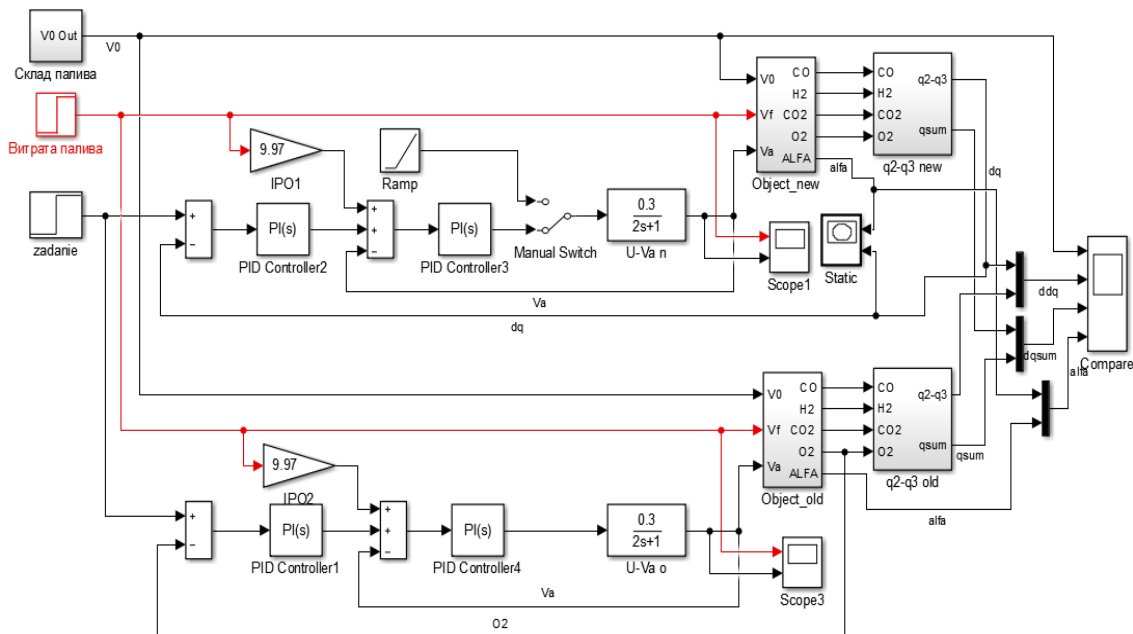 V0 Out
V0
Склад палива
Витрата палива
9.97
IPO1
Ramp
zadanie
+
−
PI(s)
PID Controller2
+
+
−
PI(s)
PID Controller3
Manual Switch
0.3
2s+1
U-Va n
V0
Vf
Va
CO
H2
CO2
O2
ALFA
Object_new
alfa
CO
H2
CO2
O2
q2-q3
qsum
q2-q3 new
dq
Scope1
Static
Va
dq
ddq
dqsum
alfa
Compare
V0
Vf
Va
CO
H2
CO2
O2
ALFA
Object_old
CO
H2
CO2
O2
q2-q3
qsum
q2-q3 old
qsum
alfa
9.97
IPO2
+
−
PI(s)
PID Controller1
+
+
−
PI(s)
PID Controller4
0.3
2s+1
U-Va o
Scope3
Va
O2